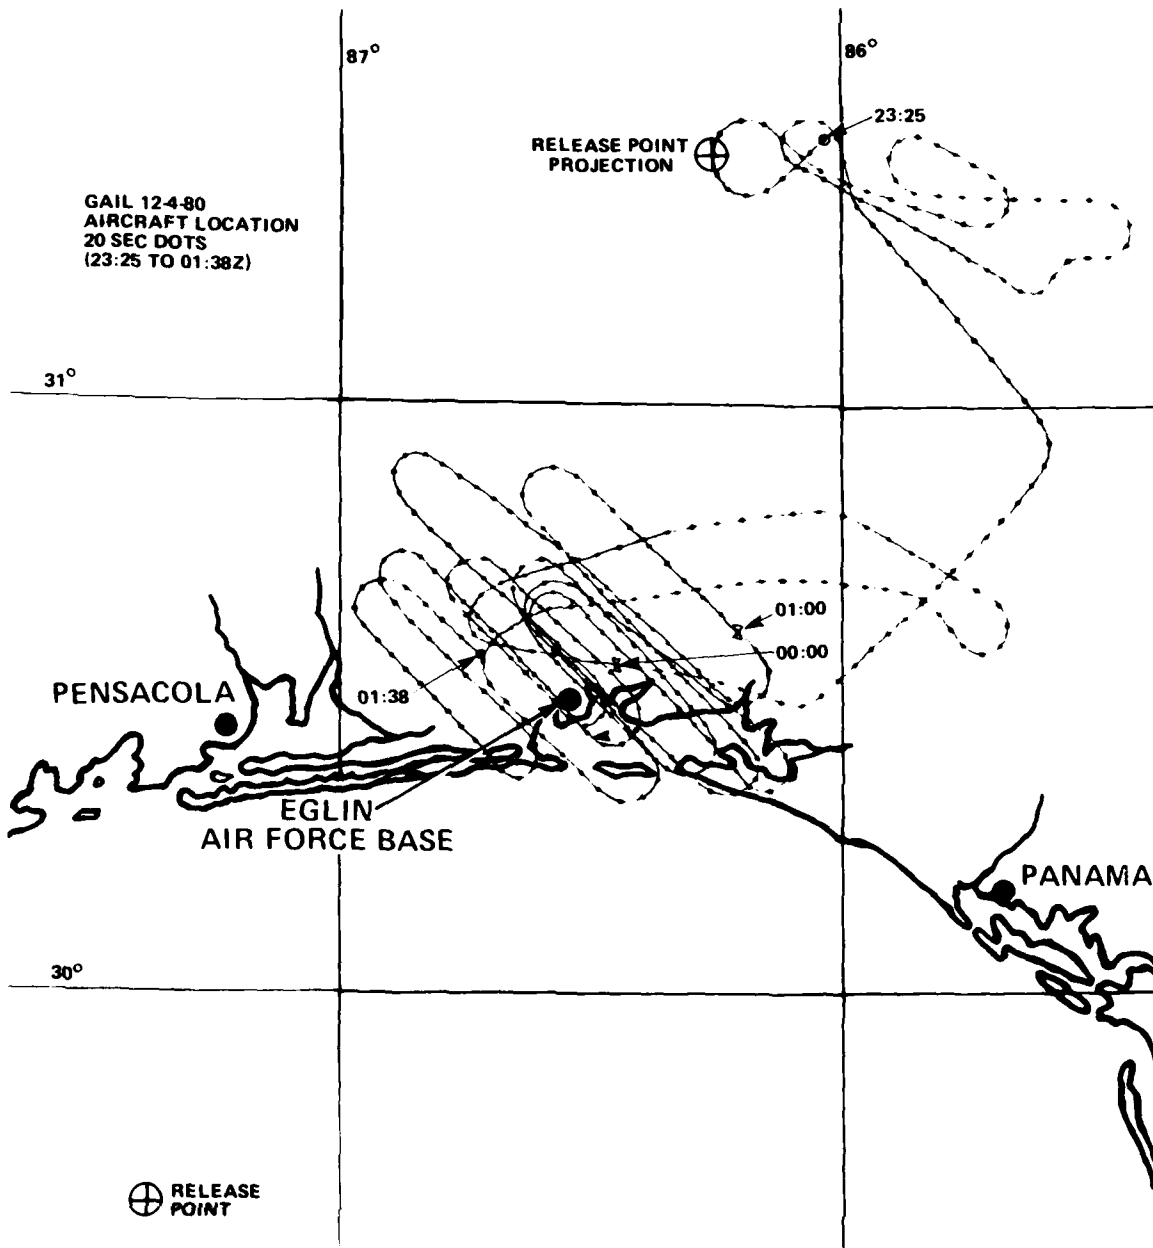 87°
86°
23:25
RELEASE POINT
PROJECTION
GAIL 12-4-80
AIRCRAFT LOCATION
20 SEC DOTS
(23:25 TO 01:38Z)
31°
01:00
00:00
01:38
PENSACOLA
EGLIN
AIR FORCE BASE
PANAMA
30°
RELEASE
POINT